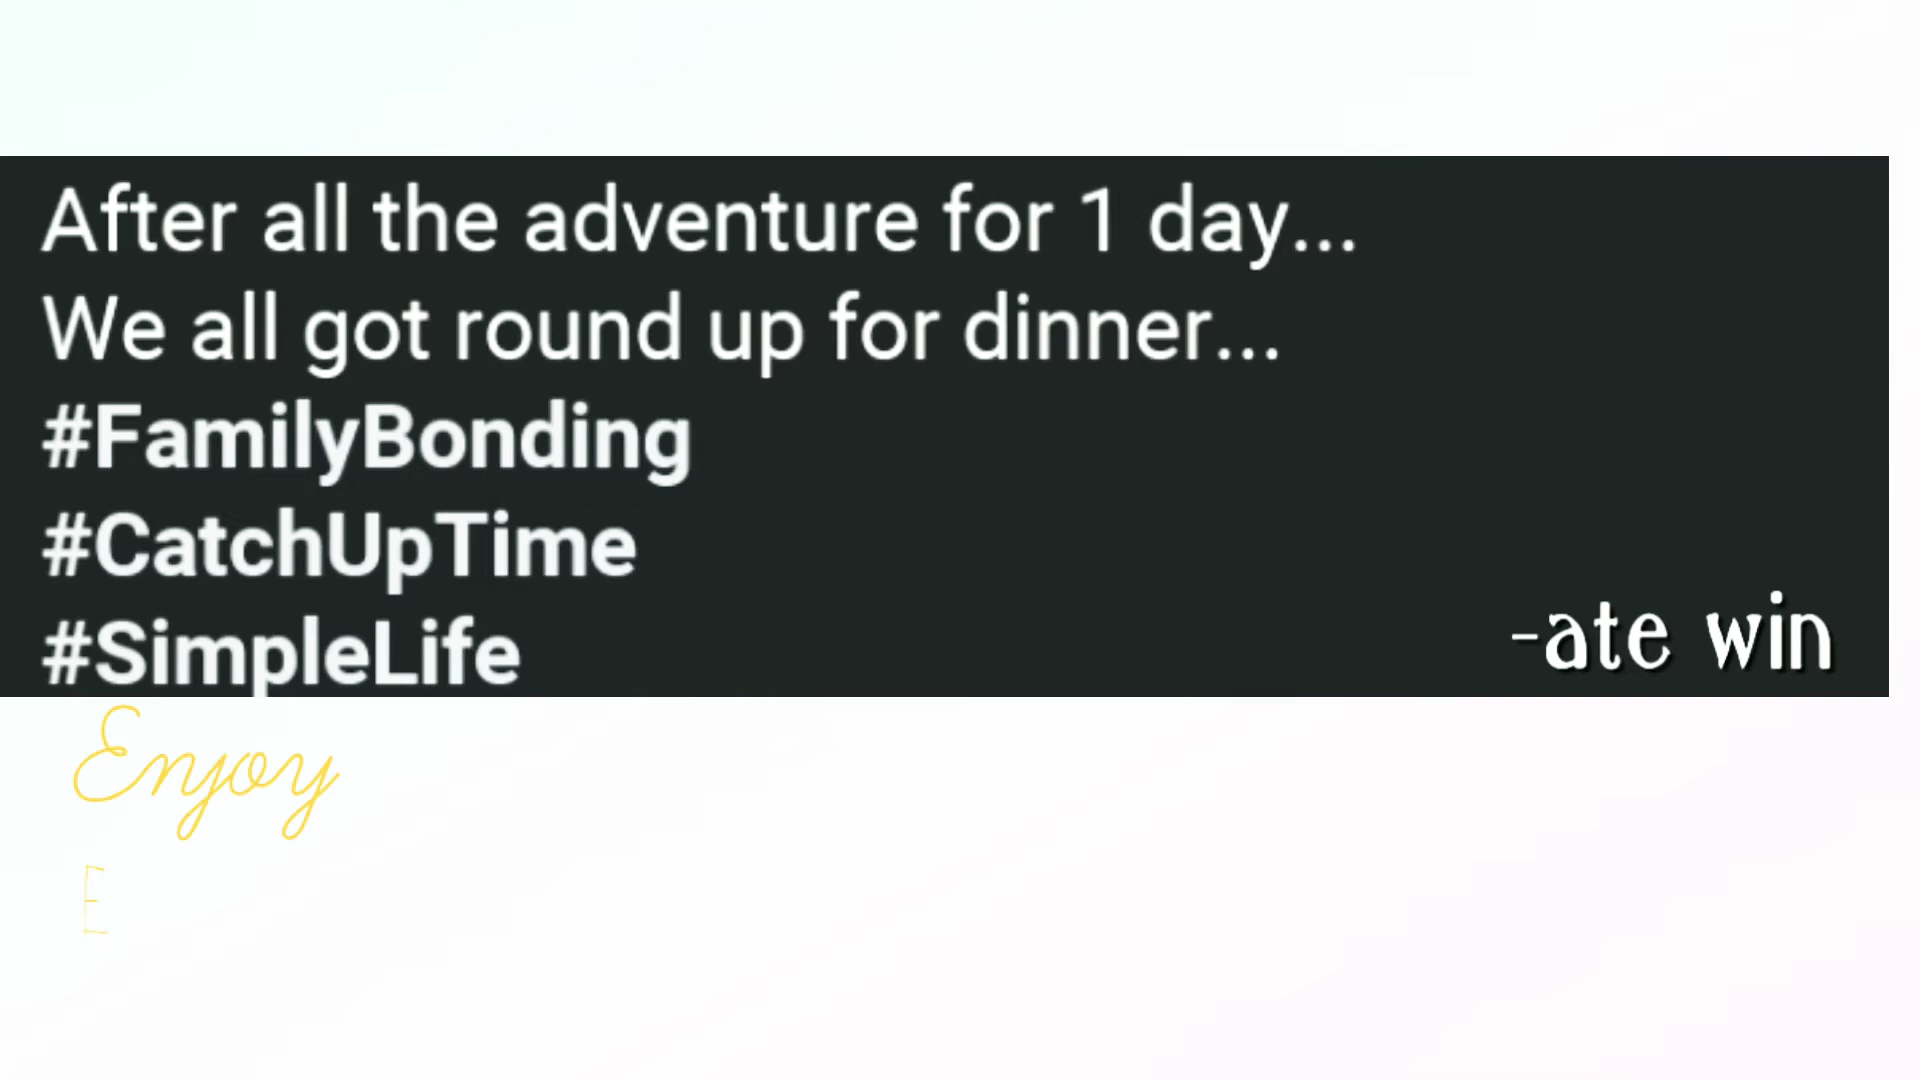 After all the adventure for 1 day...
We all got round up for dinner...
#FamilyBonding
#CatchUpTime
#SimpleLife
-ate win
Enjoy
E